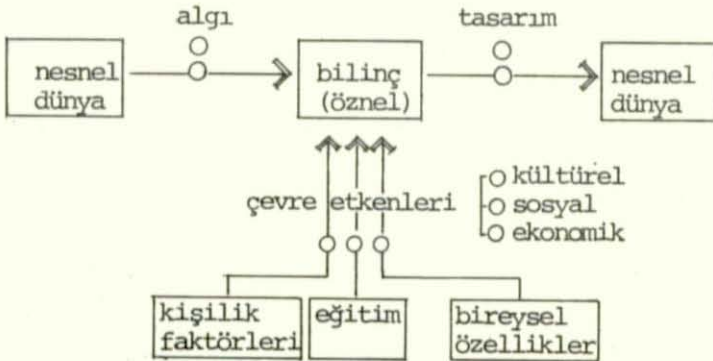 algı
tasarım
nesnel
dünya
bilinç
(öznel)
nesnel
dünya
çevre etkenleri
kültürel
sosyal
ekonomik
kişilik
faktörleri
eğitim
bireysel
özellikler